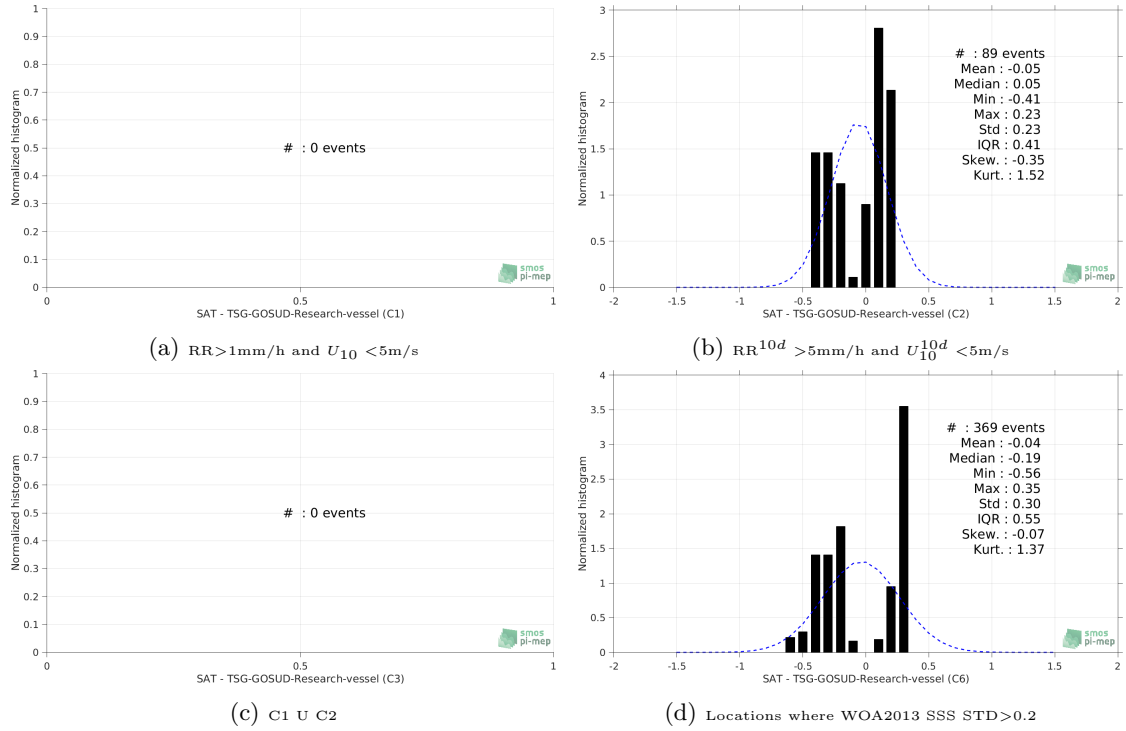 1
0.9
0.8
0.7
0.6
0.5
0.4
0.3
0.2
0.1
0
Normalized histogram
# : 0 events
smos
pi-mep
0 0.5 1
SAT - TSG-GOSUD-Research-vessel (C1)
(a) RR>1mm/h and U10 <5m/s
3
2.5
2
1.5
1
0.5
0
Normalized histogram
# : 89 events
Mean : -0.05
Median : 0.05
Min : -0.41
Max : 0.23
Std : 0.23
IQR : 0.41
Skew. : -0.35
Kurt. : 1.52
smos
pi-mep
-2 -1.5 -1 -0.5 0 0.5 1 1.5 2
SAT - TSG-GOSUD-Research-vessel (C2)
(b) RR10d >5mm/h and U10d10 <5m/s
1
0.9
0.8
0.7
0.6
0.5
0.4
0.3
0.2
0.1
0
Normalized histogram
# : 0 events
smos
pi-mep
0 0.5 1
SAT - TSG-GOSUD-Research-vessel (C3)
(c) C1 U C2
4
3.5
3
2.5
2
1.5
1
0.5
0
Normalized histogram
# : 369 events
Mean : -0.04
Median : -0.19
Min : -0.56
Max : 0.35
Std : 0.30
IQR : 0.55
Skew. : -0.07
Kurt. : 1.37
smos
pi-mep
-2 -1.5 -1 -0.5 0 0.5 1 1.5 2
SAT - TSG-GOSUD-Research-vessel (C6)
(d) Locations where WOA2013 SSS STD>0.2